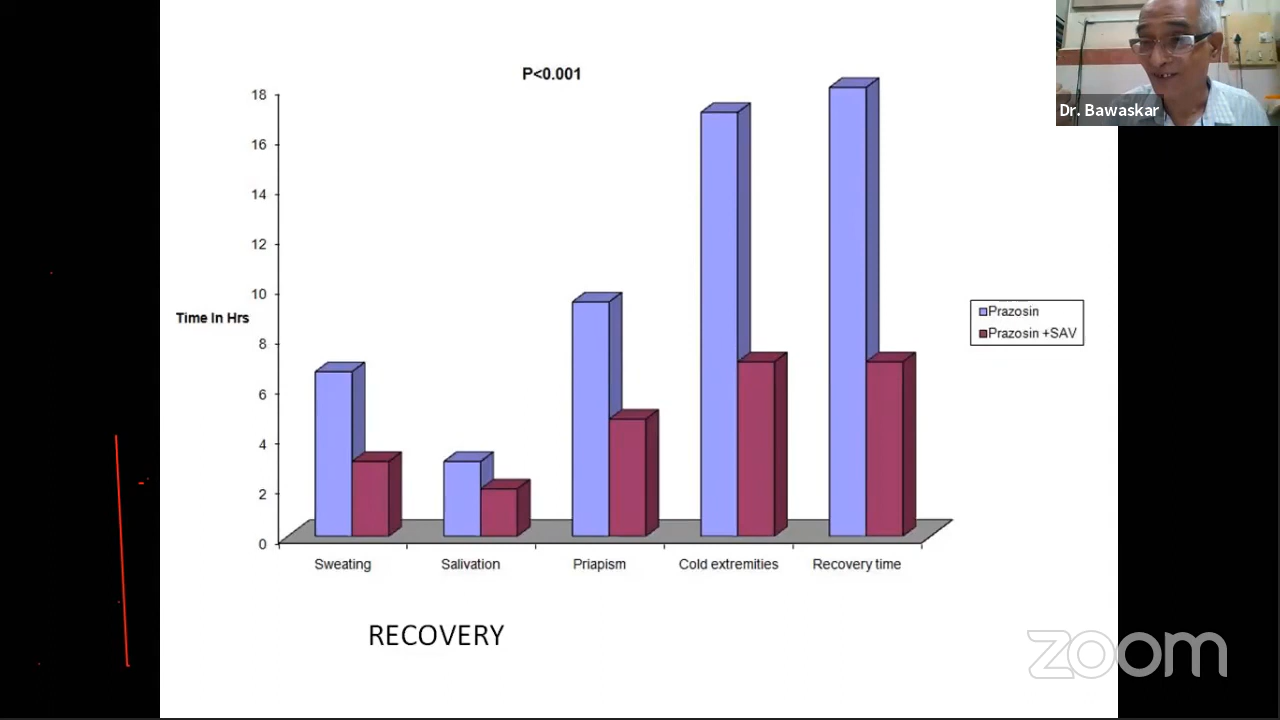 Dr. Bawaskar
P<0.001
18
16
14
12
10
8
6
4
2
0
Time In Hrs
Prazosin
Prazosin +SAV
Sweating
Salivation
Priapism
Cold extremities
Recovery time
RECOVERY
zoom